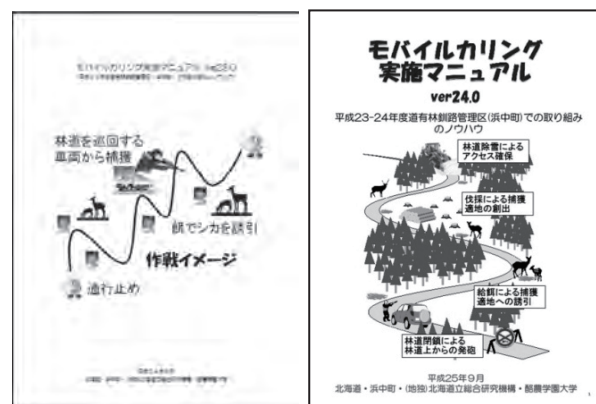 モバイルカリング実施マニュアル
林道を巡回する
車両から捕獲
餌でシカを誘引
作戦イメージ
通行止め
モバイルカリング
実施マニュアル
ver24.0
平成23-24年度道有林釧路管理区(浜中町)での取り組み
のノウハウ
林道除雪による
アクセス確保
伐採による捕獲
適地の創出
給餌による捕獲
適地への誘引
林道閉鎖による
林道上からの発砲
平成25年9月
北海道・浜中町・(地独)北海道立総合研究機構・酪農学園大学